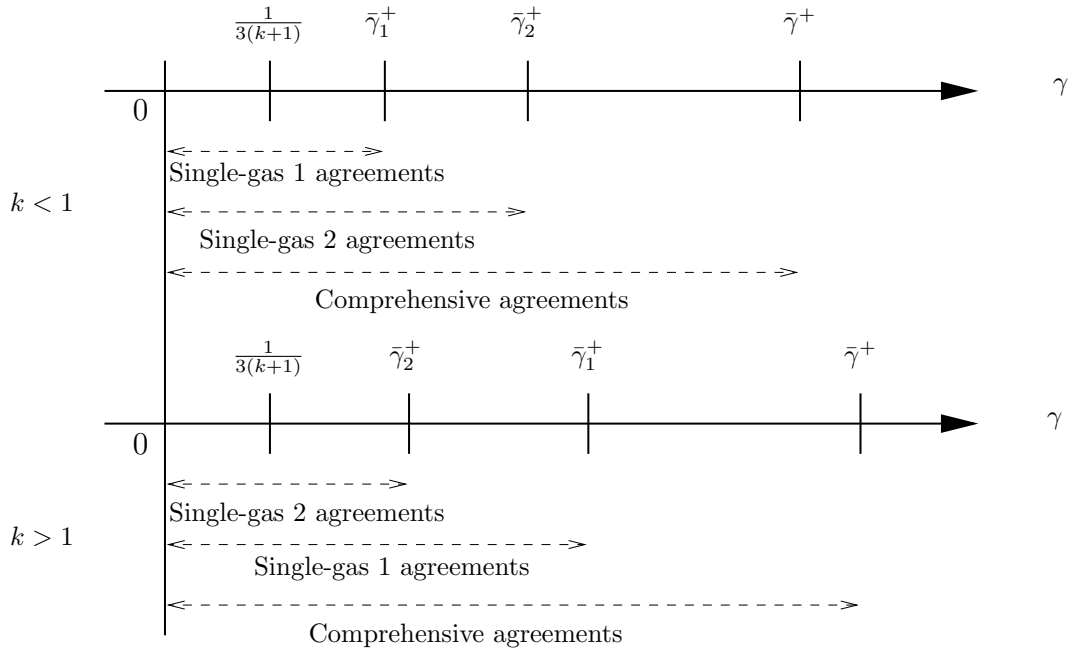 1/(3(k+1)) γ̄₁⁺ γ̄₂⁺ γ̄⁺
γ
0
Single-gas 1 agreements
k < 1
Single-gas 2 agreements
Comprehensive agreements
1/(3(k+1)) γ̄₂⁺ γ̄₁⁺ γ̄⁺
γ
0
Single-gas 2 agreements
k > 1
Single-gas 1 agreements
Comprehensive agreements